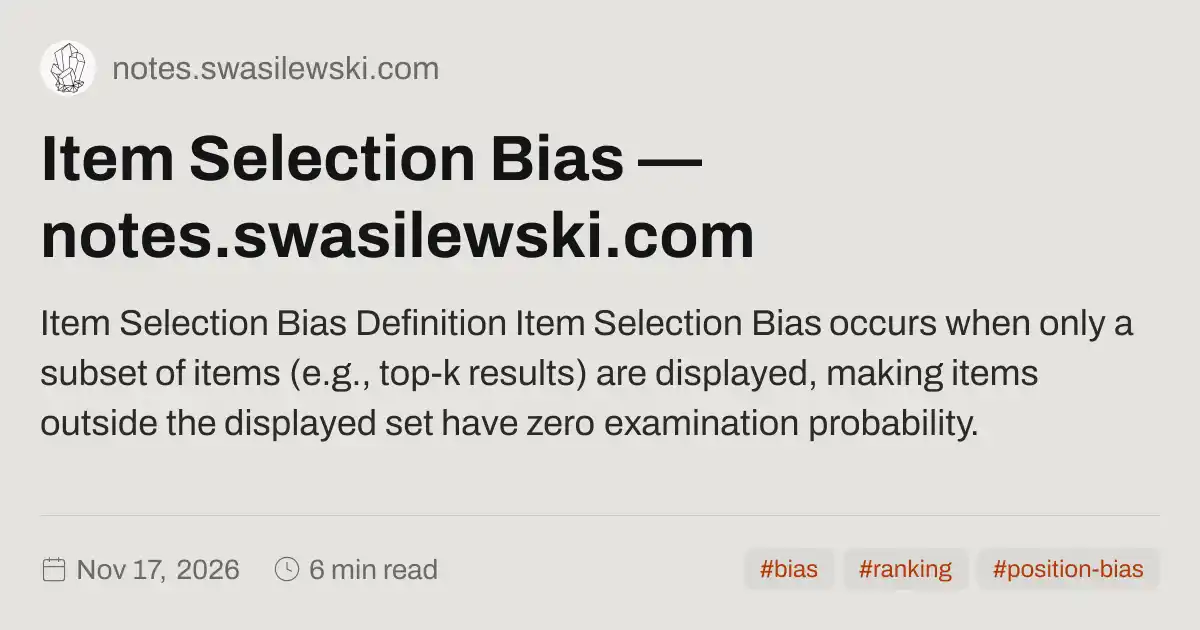 notes.swasilewski.com
Item Selection Bias —
notes.swasilewski.com
Item Selection Bias Definition Item Selection Bias occurs when only a
subset of items (e.g., top-k results) are displayed, making items
outside the displayed set have zero examination probability.
Nov 17, 2026 6 min read #bias #ranking #position-bias